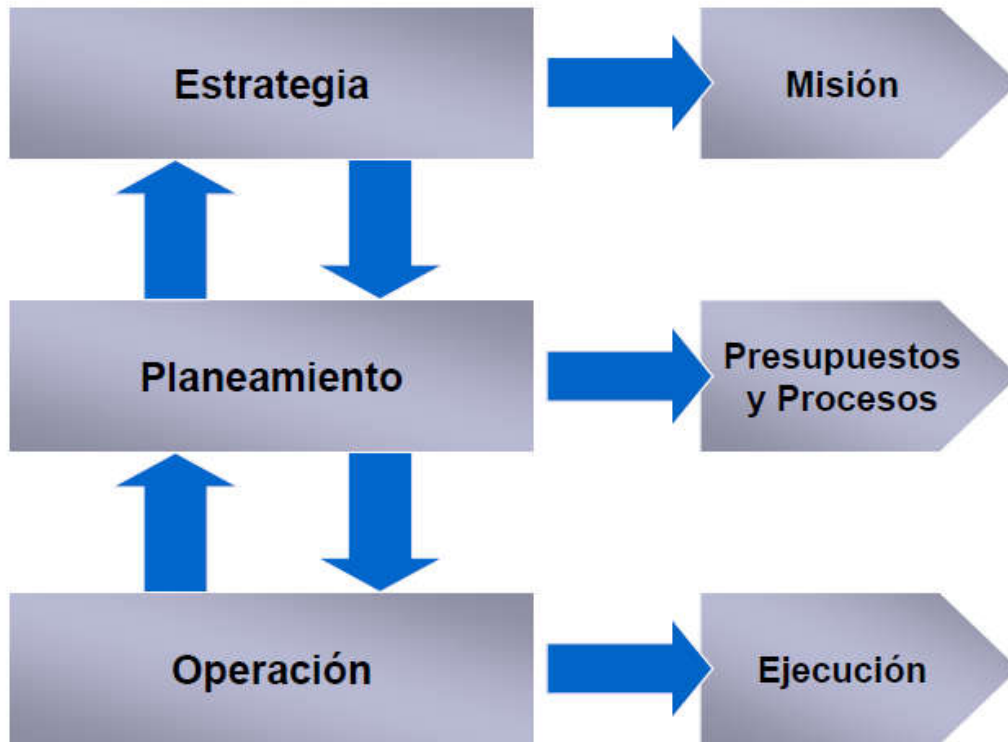 Estrategia
Misión
Planeamiento
Presupuestos
y Procesos
Operación
Ejecución